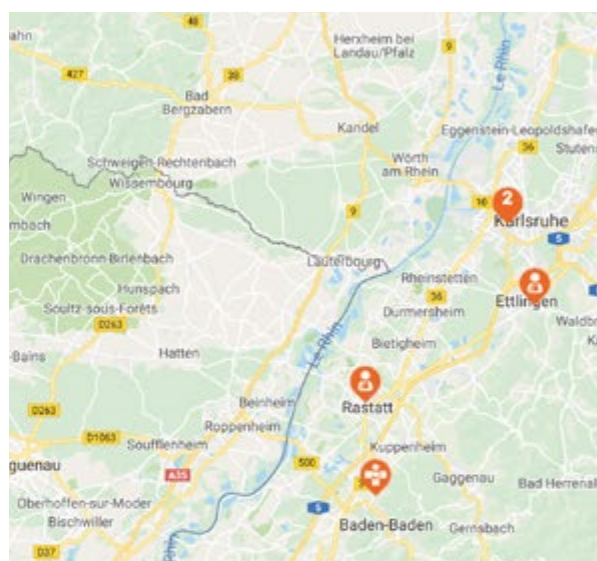 48
Herxheim bei
Landau/Pfalz
9
Le Rhin
427
38
Bad
Bergzabern
Kandel
Eggenstein-Leopoldshafe
36
Stutens
Schweigen-Rechtenbach
Wissembourg
Wörth
am Rhein
Wingen
9
16
2
Karlsruhe
5
Drachenbronn-Birlenbach
Lauterbourg
Hunspach
Rheinstetten
36
Ettlingen
Soultz-sous-Forêts
D263
Durmersheim
Waldbr
-Bains
Hatten
Le Rhin
Bietigheim
D263
Beinheim
Rastatt
D1063
Roppenheim
Soufflenheim
Kuppenheim
guenau
500
A35
Gaggenau
Bad Herrenal
Oberhoffen-sur-Moder
5
Bischwiller
Baden-Baden
Gernsbach
D37
Rhin